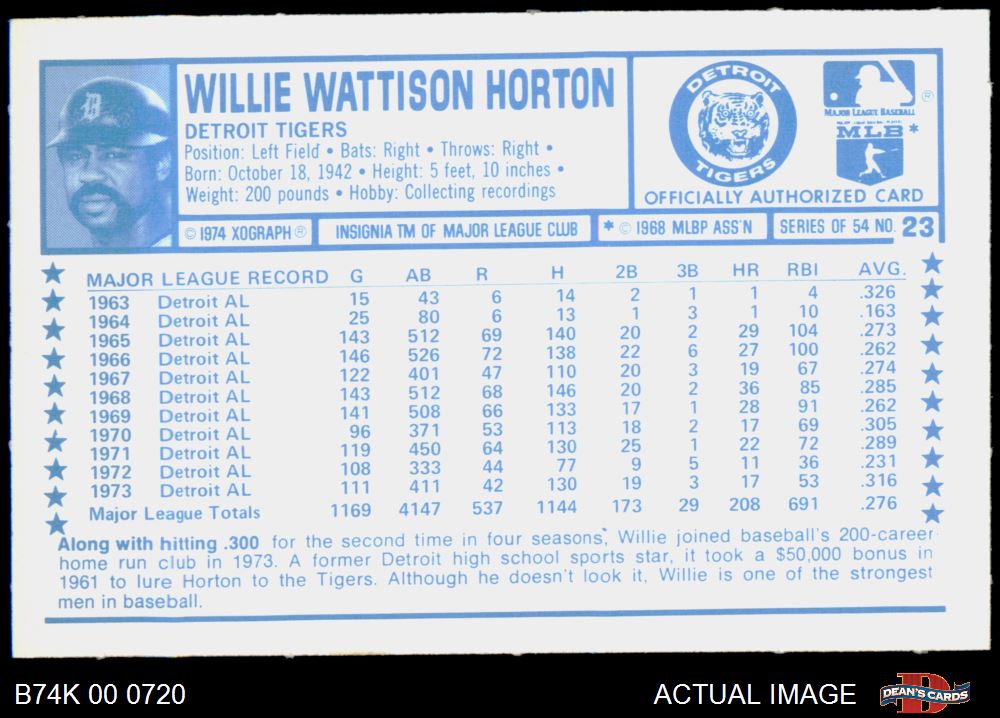 WILLIE WATTISON HORTON
DETROIT TIGERS
Position: Left Field • Bats: Right • Throws: Right •
Born: October 18, 1942 • Height: 5 feet, 10 inches •
Weight: 200 pounds • Hobby: Collecting recordings
DETROIT
TIGERS
®
MAJOR LEAGUE BASEBALL
MLB *
OFFICIALLY AUTHORIZED CARD
© 1974 XOGRAPH ®
INSIGNIA TM OF MAJOR LEAGUE CLUB
* © 1968 MLBP ASS'N
SERIES OF 54 NO. 23
MAJOR LEAGUE RECORD G AB R H 2B 3B HR RBI AVG.
1963 Detroit AL 15 43 6 14 2 1 1 4 .326
1964 Detroit AL 25 80 6 13 1 3 1 10 .163
1965 Detroit AL 143 512 69 140 20 2 29 104 .273
1966 Detroit AL 146 526 72 138 22 6 27 100 .262
1967 Detroit AL 122 401 47 110 20 3 19 67 .274
1968 Detroit AL 143 512 68 146 20 2 36 85 .285
1969 Detroit AL 141 508 66 133 17 1 28 91 .262
1970 Detroit AL 96 371 53 113 18 2 17 69 .305
1971 Detroit AL 119 450 64 130 25 1 22 72 .289
1972 Detroit AL 108 333 44 77 9 5 11 36 .231
1973 Detroit AL 111 411 42 130 19 3 17 53 .316
Major League Totals 1169 4147 537 1144 173 29 208 691 .276
Along with hitting .300 for the second time in four seasons, Willie joined baseball's 200-career
home run club in 1973. A former Detroit high school sports star, it took a $50,000 bonus in
1961 to lure Horton to the Tigers. Although he doesn't look it, Willie is one of the strongest
men in baseball.
B74K 00 0720
ACTUAL IMAGE
DEAN'S CARDS